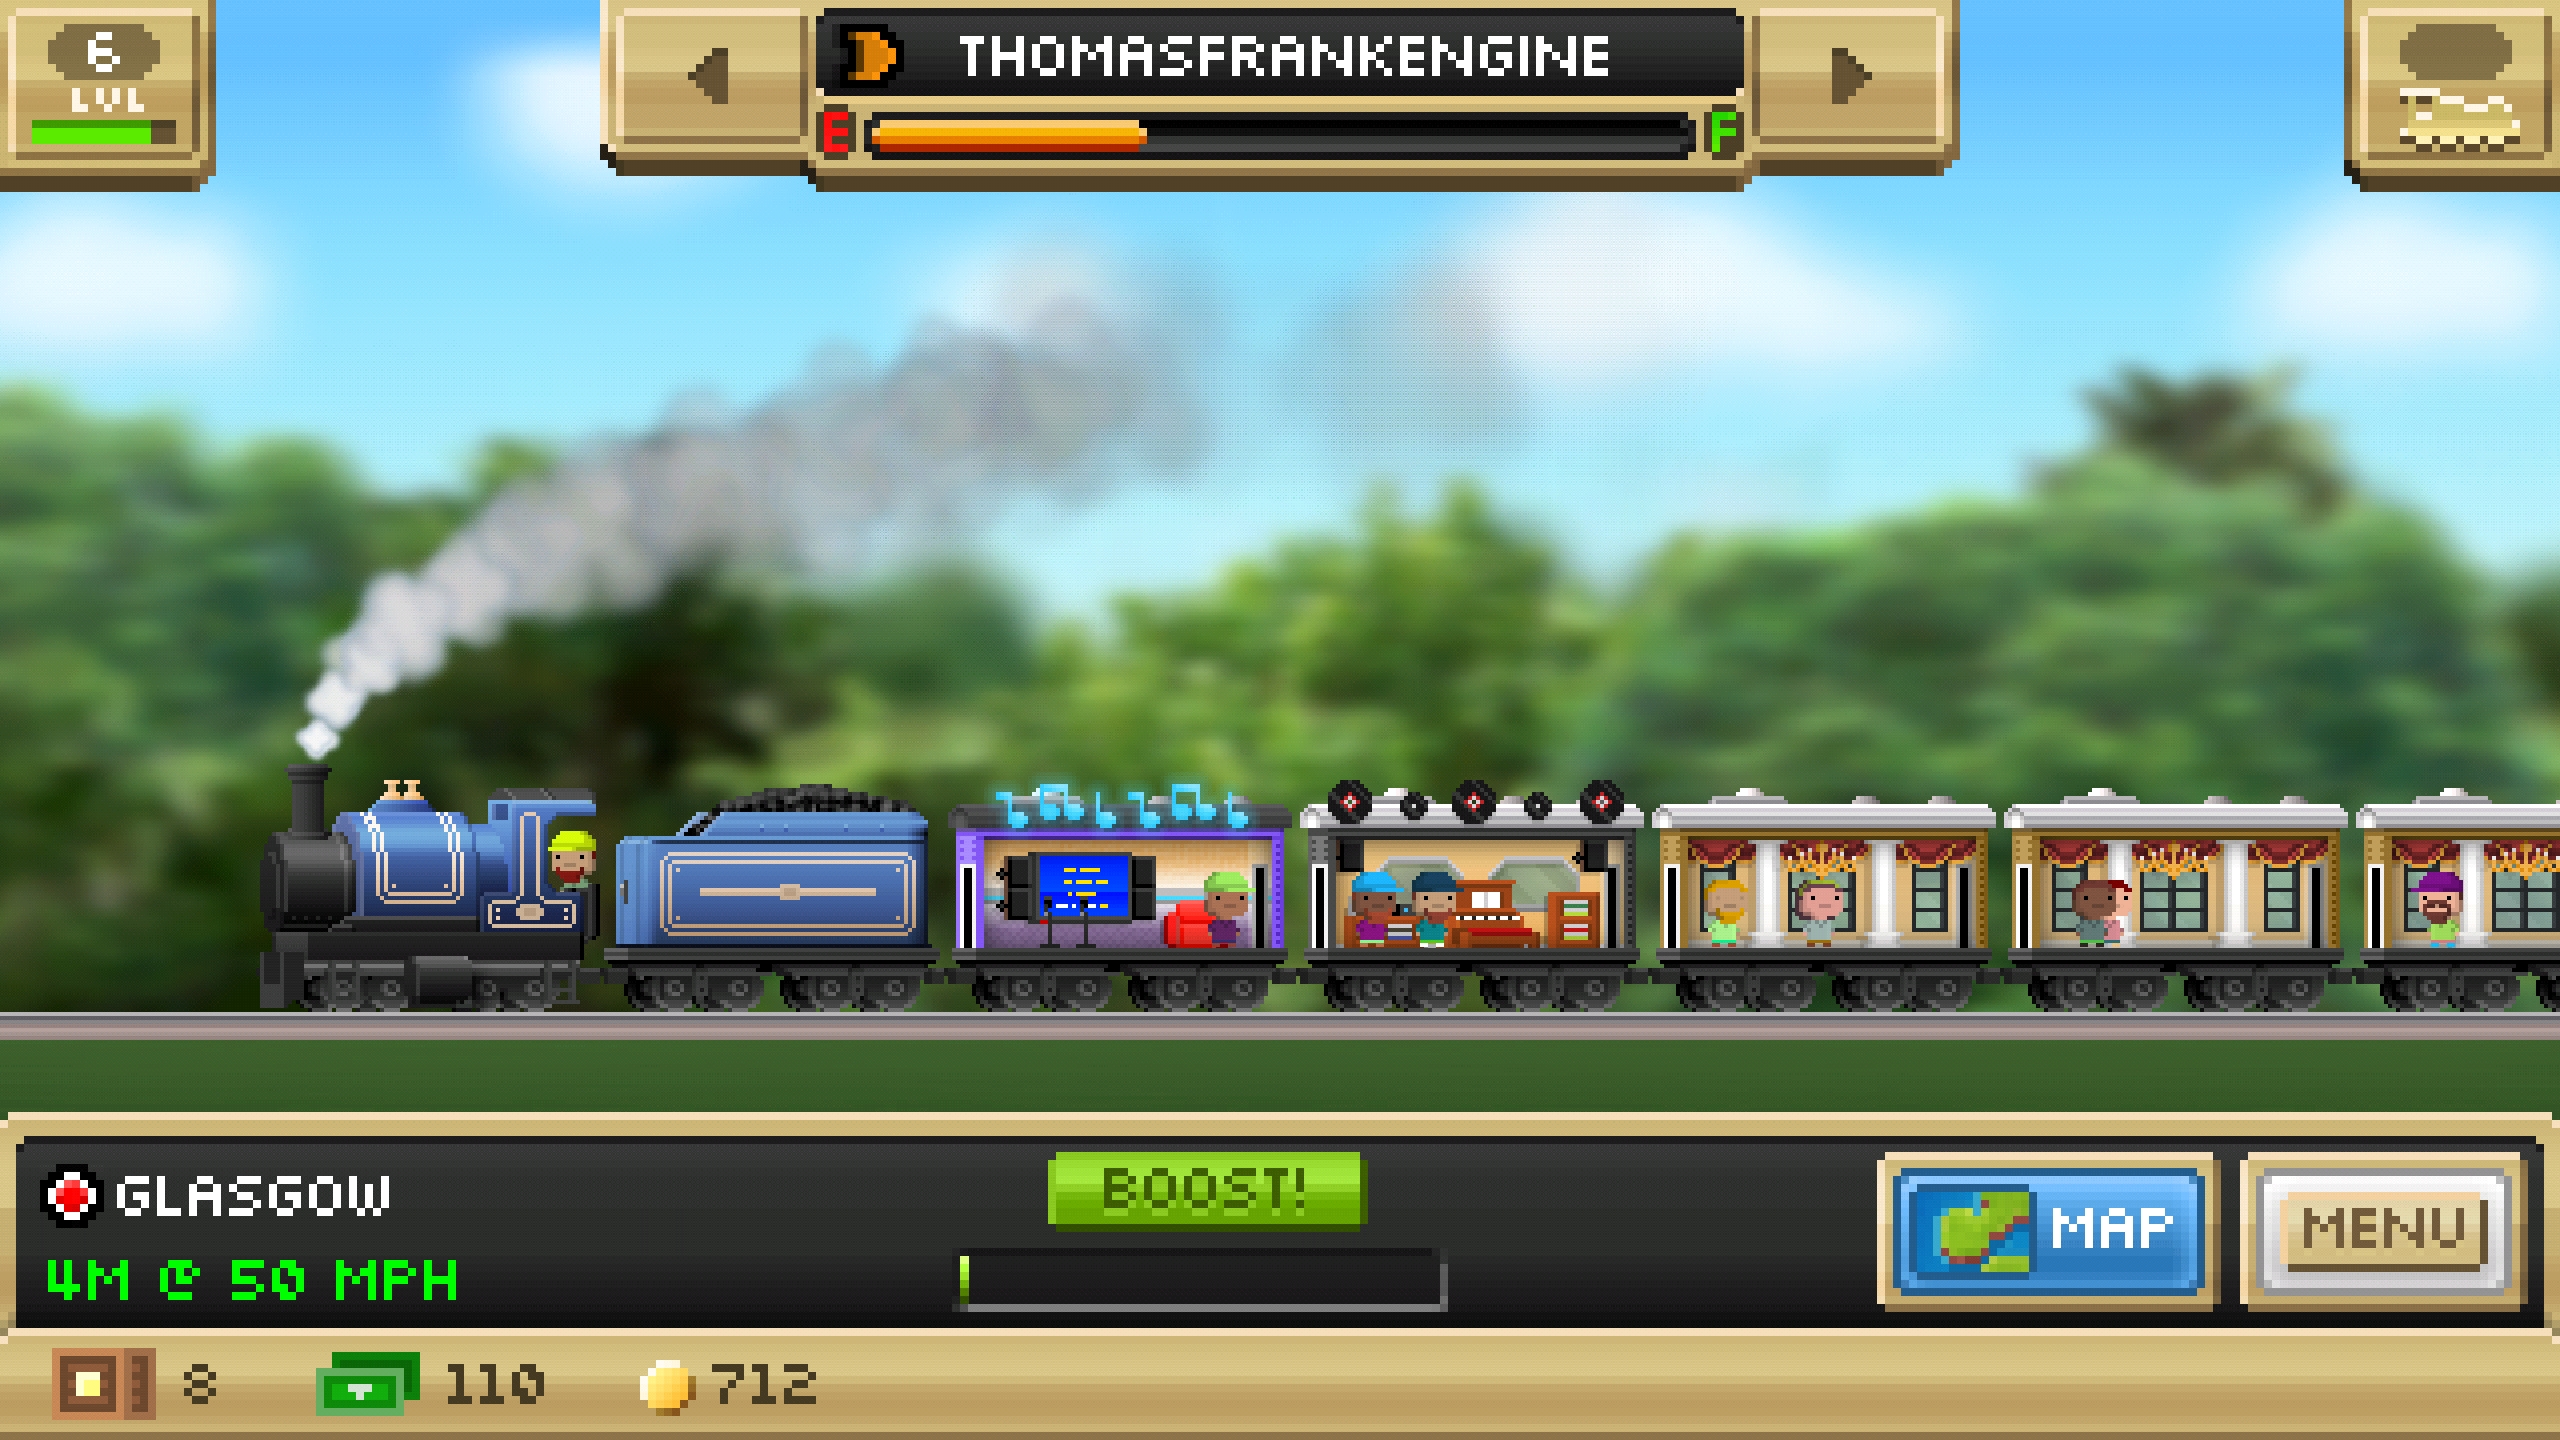 6
LVL
THOMASFRANKENGINE
E F
GLASGOW
4M @ 50 MPH
BOOST!
MAP
MENU
8
110
712